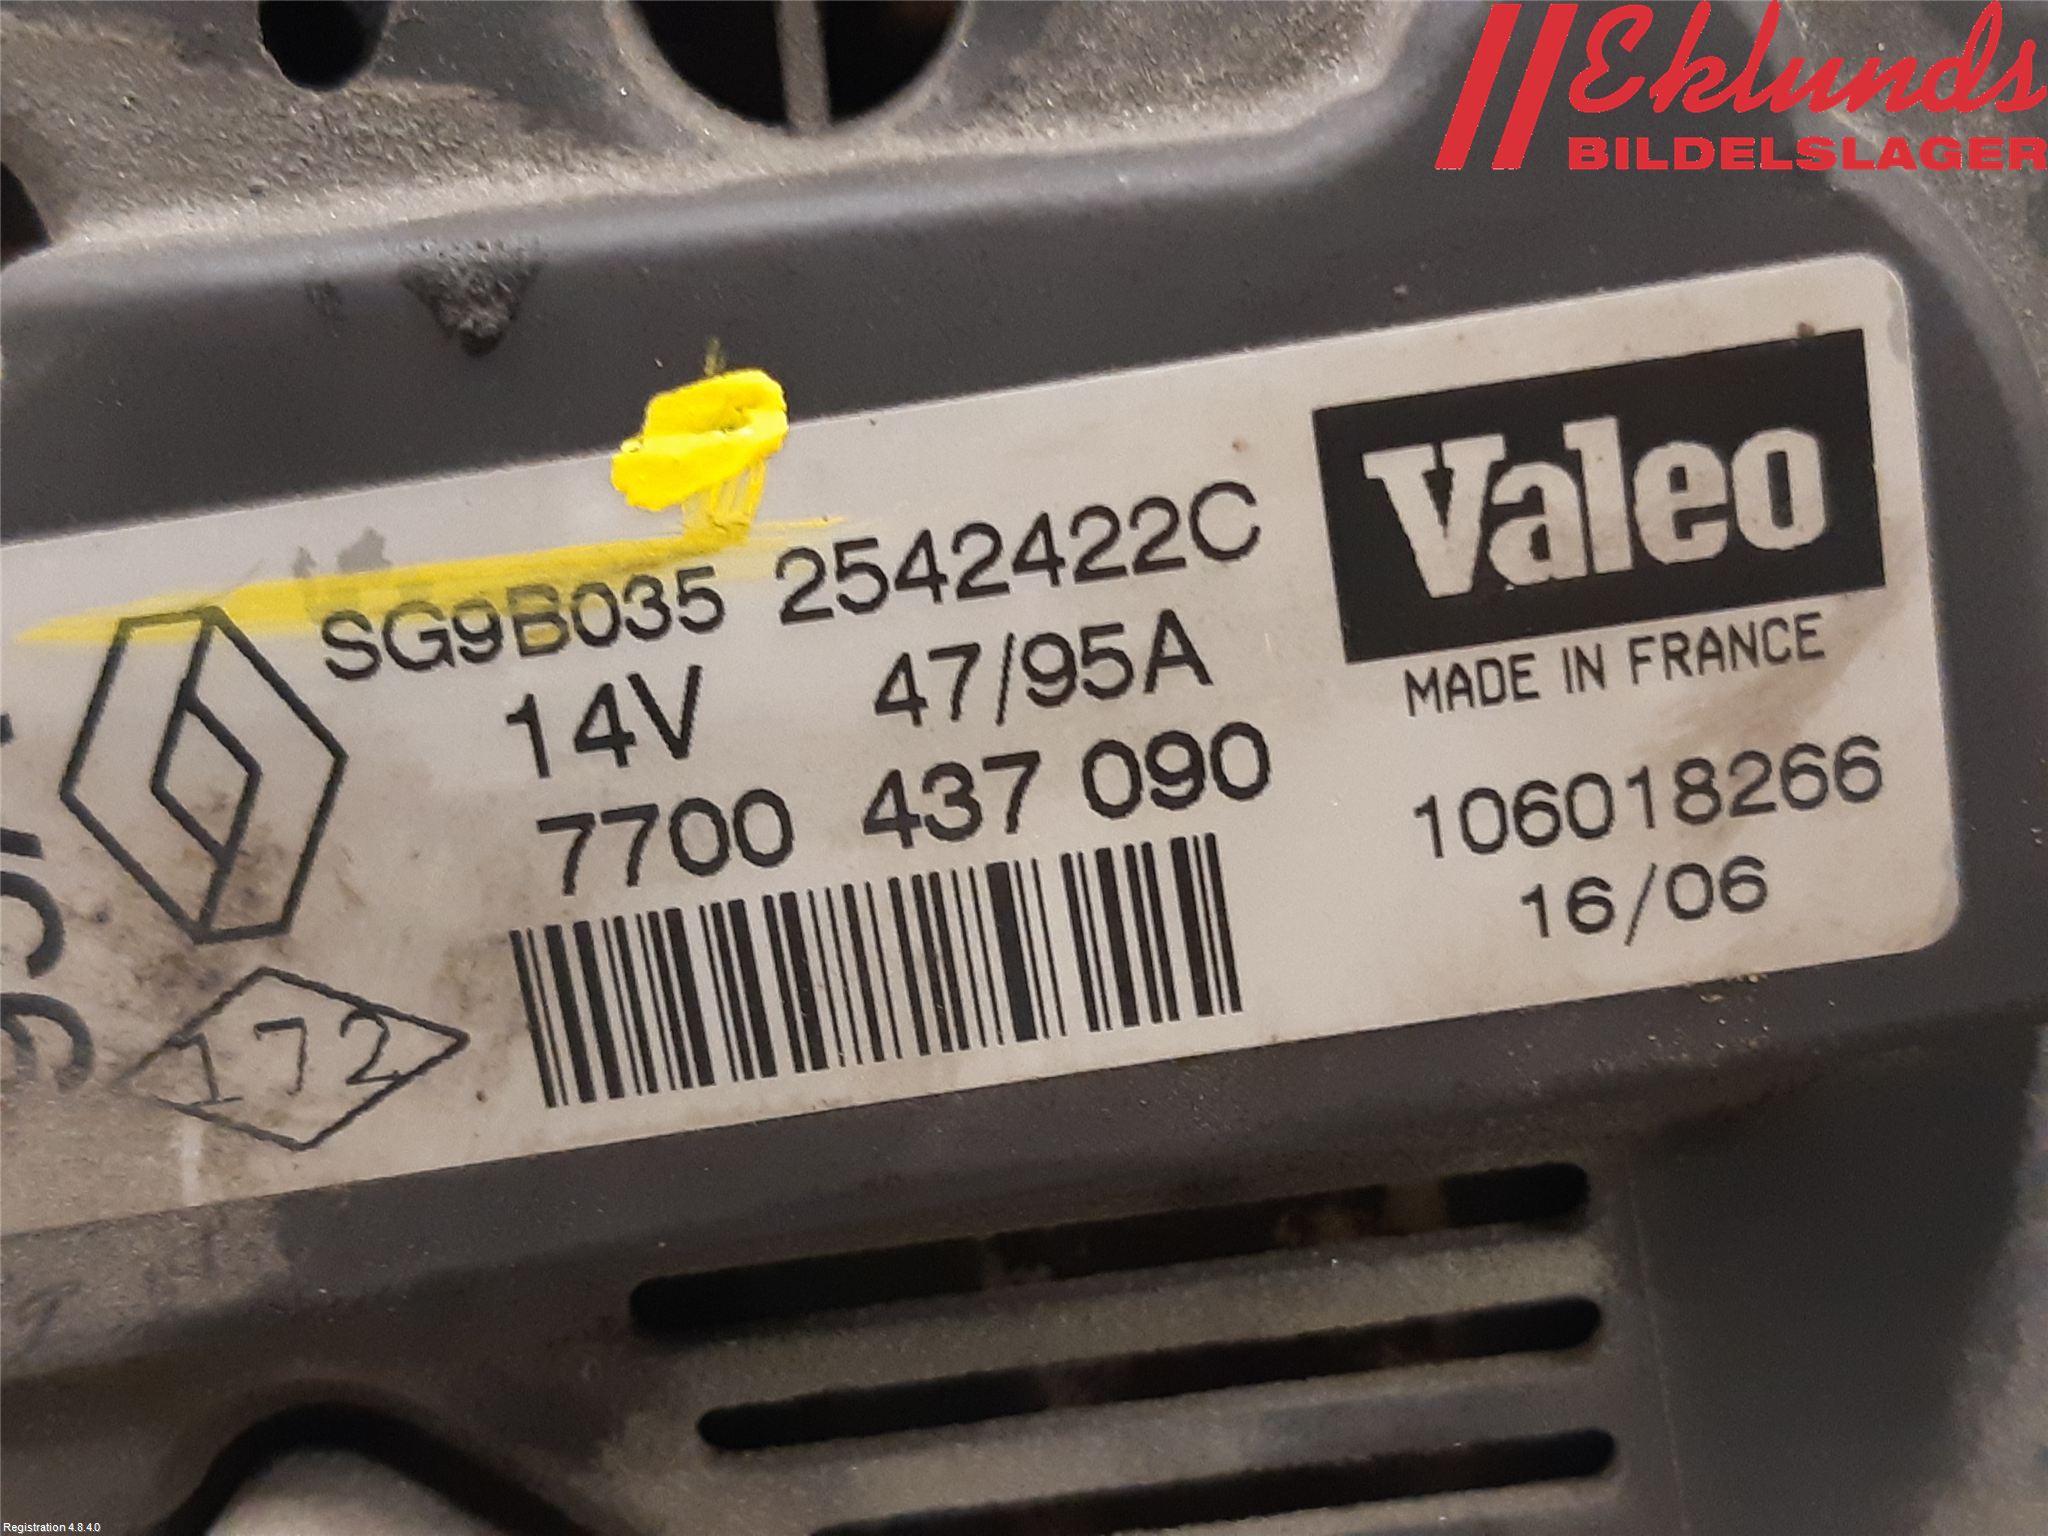 Eklunds
BILDELSLAGER
Valeo
MADE IN FRANCE
SG9B035 2542422C
14V 47/95A
7700 437 090
106018266
16/06
172
Registration 4.8.4.0